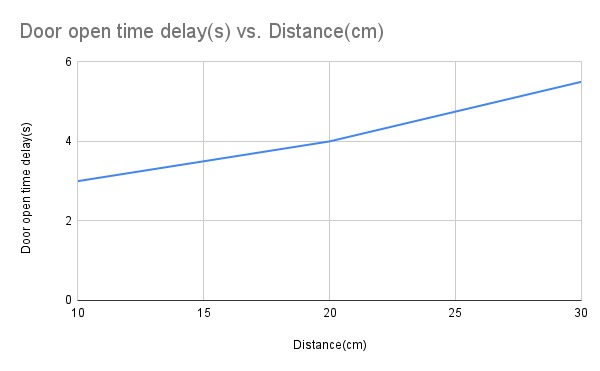 Door open time delay(s) vs. Distance(cm)
6
4
2
0
Door open time delay(s)
10 15 20 25 30
Distance(cm)